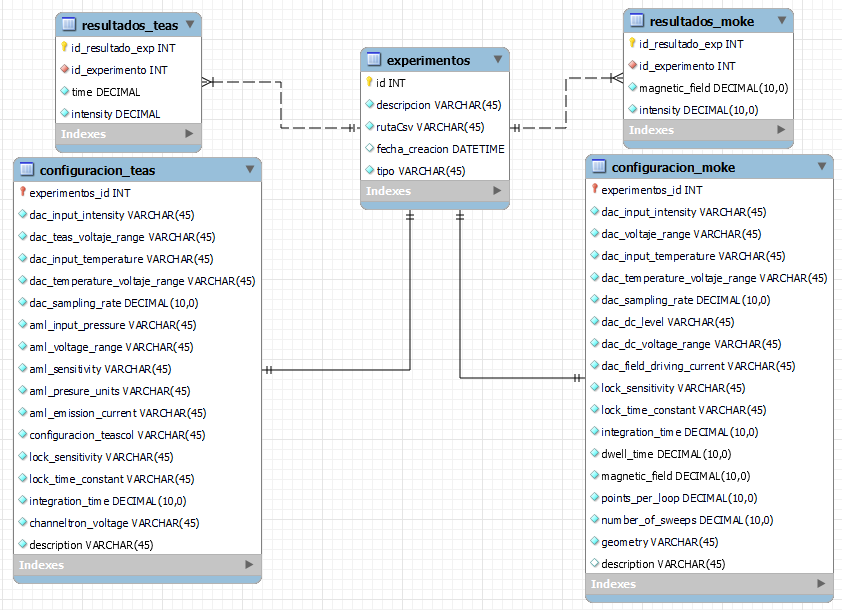 resultados_teas
id_resultado_exp INT
id_experimento INT
time DECIMAL
intensity DECIMAL
Indexes
experimentos
id INT
descripcion VARCHAR(45)
rutaCsv VARCHAR(45)
fecha_creacion DATETIME
tipo VARCHAR(45)
Indexes
resultados_moke
id_resultado_exp INT
id_experimento INT
magnetic_field DECIMAL(10,0)
intensity DECIMAL(10,0)
Indexes
configuracion_teas
experimentos_id INT
dac_input_intensity VARCHAR(45)
dac_teas_voltaje_range VARCHAR(45)
dac_input_temperature VARCHAR(45)
dac_temperature_voltaje_range VARCHAR(45)
dac_sampling_rate DECIMAL(10,0)
aml_input_pressure VARCHAR(45)
aml_voltage_range VARCHAR(45)
aml_sensitivity VARCHAR(45)
aml_presure_units VARCHAR(45)
aml_emission_current VARCHAR(45)
configuracion_teascol VARCHAR(45)
lock_sensitivity VARCHAR(45)
lock_time_constant VARCHAR(45)
integration_time DECIMAL(10,0)
channeltron_voltage VARCHAR(45)
description VARCHAR(45)
Indexes
configuracion_moke
experimentos_id INT
dac_input_intensity VARCHAR(45)
dac_voltaje_range VARCHAR(45)
dac_input_temperature VARCHAR(45)
dac_temperature_voltaje_range VARCHAR(45)
dac_sampling_rate DECIMAL(10,0)
dac_dc_level VARCHAR(45)
dac_dc_voltage_range VARCHAR(45)
dac_field_driving_current VARCHAR(45)
lock_sensitivity VARCHAR(45)
lock_time_constant VARCHAR(45)
integration_time DECIMAL(10,0)
dwell_time DECIMAL(10,0)
magnetic_field DECIMAL(10,0)
points_per_loop DECIMAL(10,0)
number_of_sweeps DECIMAL(10,0)
geometry VARCHAR(45)
description VARCHAR(45)
Indexes